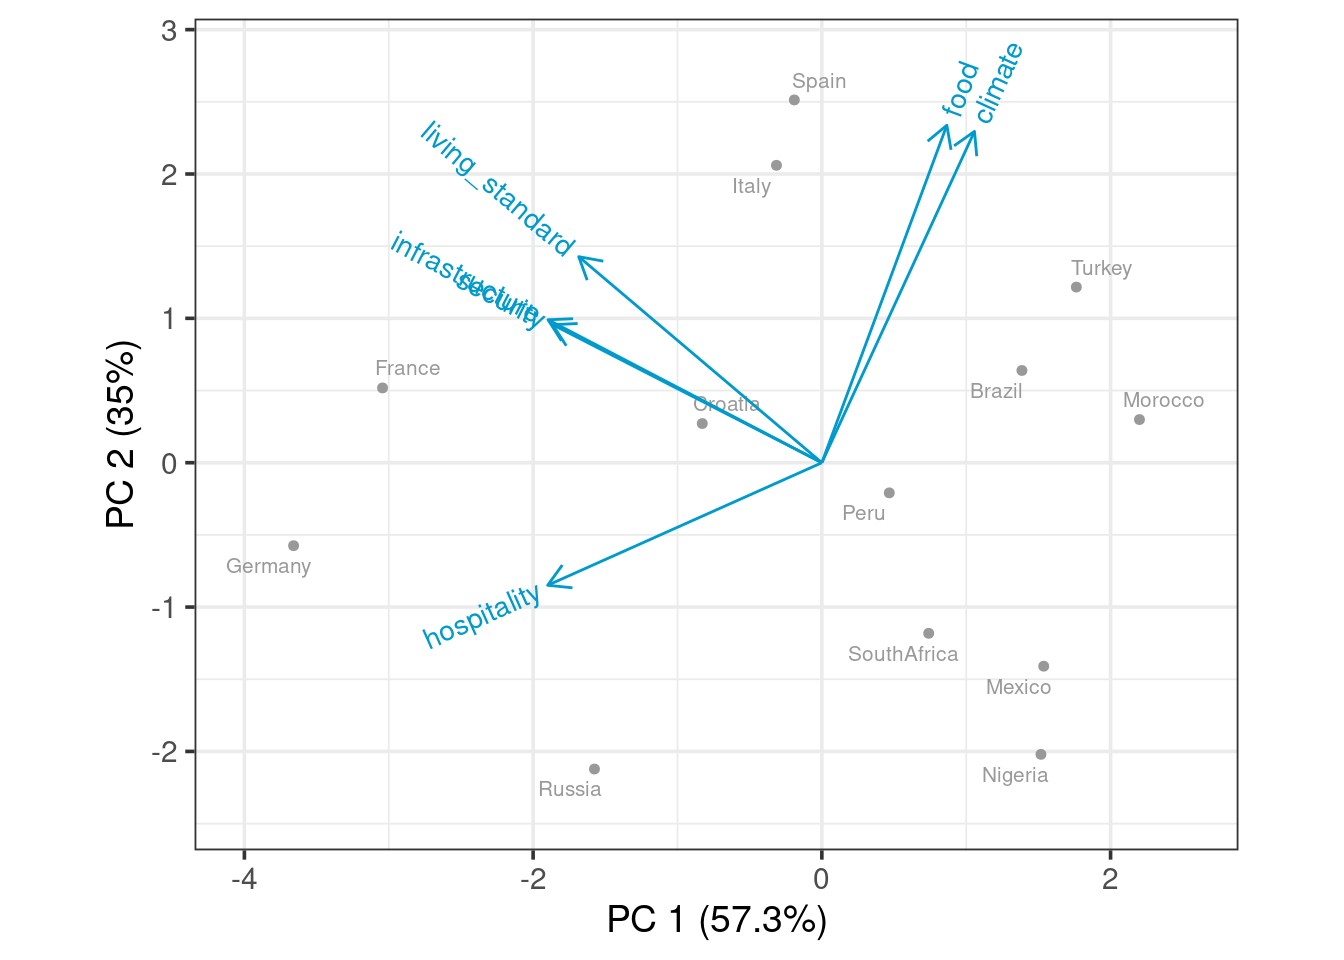 3
2
1
0
-1
-2
PC 2 (35%)
-4
-2
0
2
PC 1 (57.3%)
Spain
Italy
food
climate
living_standard
infrastructure
security
Turkey
France
Croatia
Brazil
Morocco
Peru
Germany
hospitality
SouthAfrica
Mexico
Russia
Nigeria